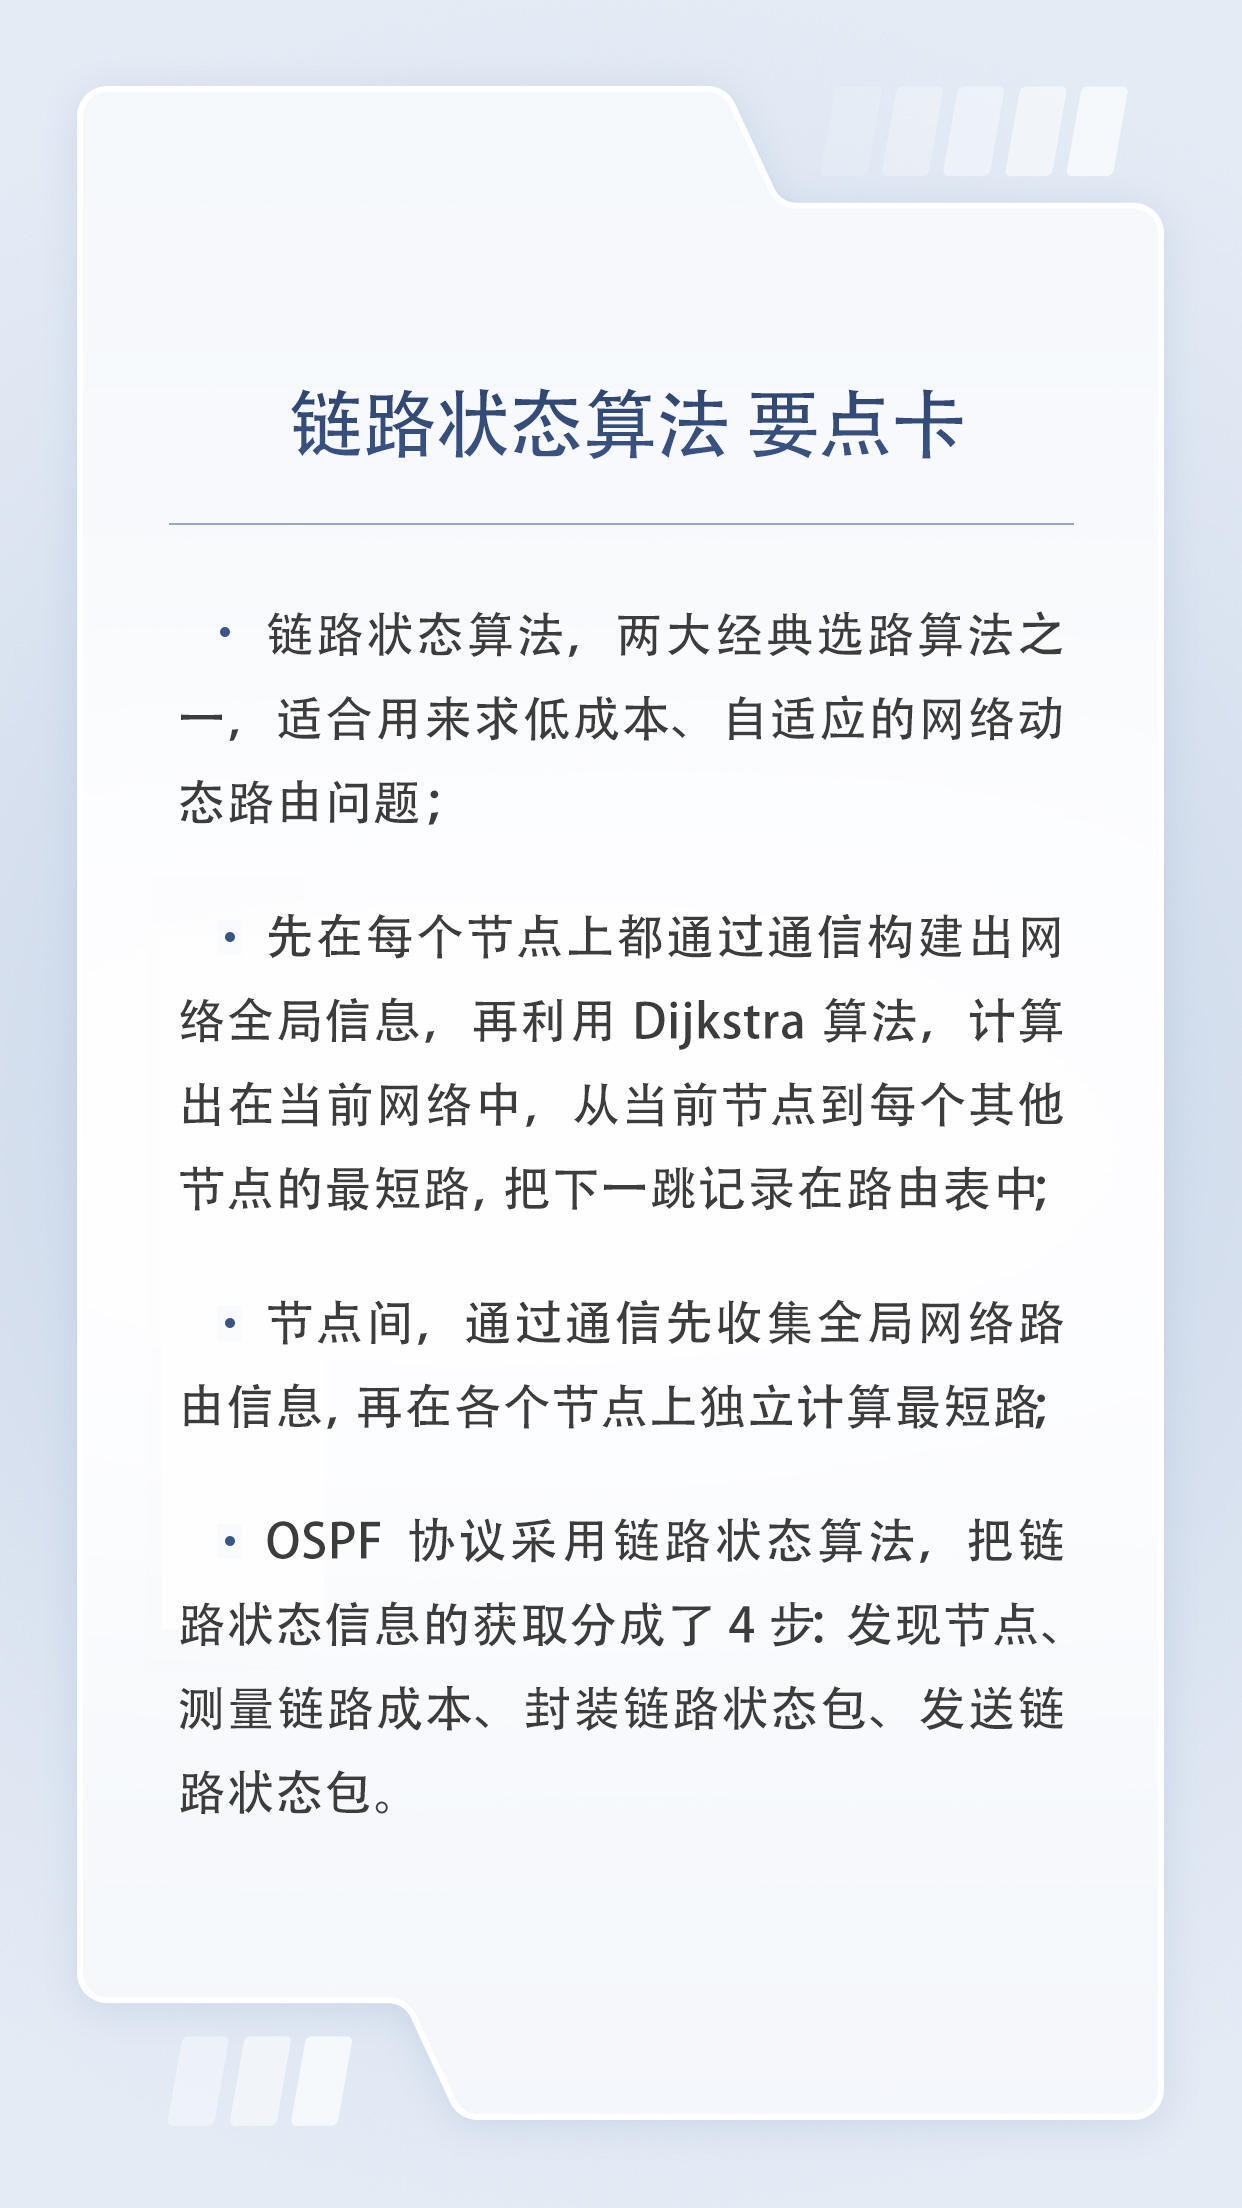 链路状态算法 要点卡
• 链路状态算法，两大经典选路算法之
一，适合用来求低成本、自适应的网络动
态路由问题；
• 先在每个节点上都通过通信构建出网
络全局信息，再利用 Dijkstra 算法，计算
出在当前网络中，从当前节点到每个其他
节点的最短路，把下一跳记录在路由表中；
• 节点间，通过通信先收集全局网络路
由信息，再在各个节点上独立计算最短路；
• OSPF 协议采用链路状态算法，把链
路状态信息的获取分成了 4 步：发现节点、
测量链路成本、封装链路状态包、发送链
路状态包。